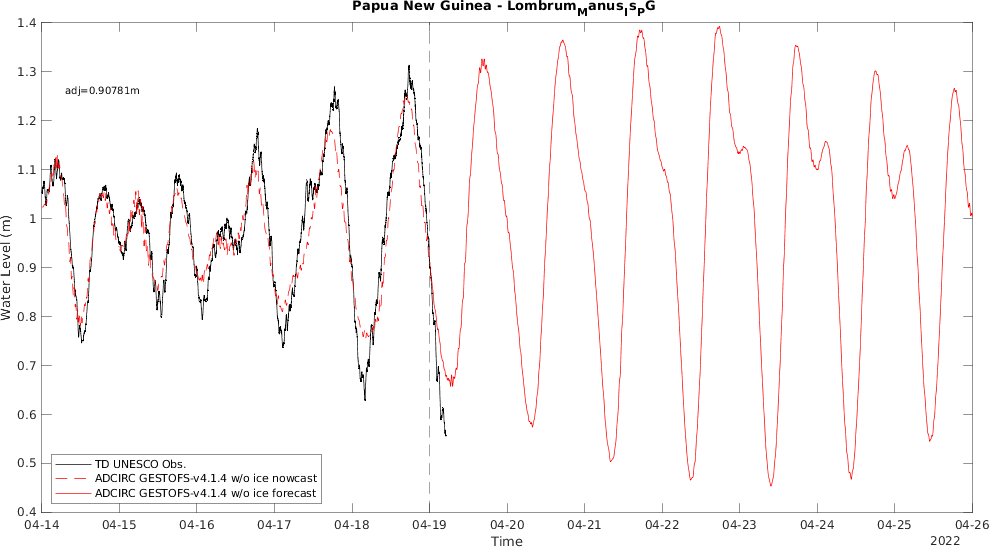 Papua New Guinea - Lombrum_Manus_Is_PG
adj=0.90781m
1.4
1.3
1.2
1.1
1
0.9
0.8
0.7
0.6
0.5
0.4
Water Level (m)
TD UNESCO Obs.
ADCIRC GESTOFS-v4.1.4 w/o ice nowcast
ADCIRC GESTOFS-v4.1.4 w/o ice forecast
04-14 04-15 04-16 04-17 04-18 04-19 04-20 04-21 04-22 04-23 04-24 04-25 04-26
Time
2022